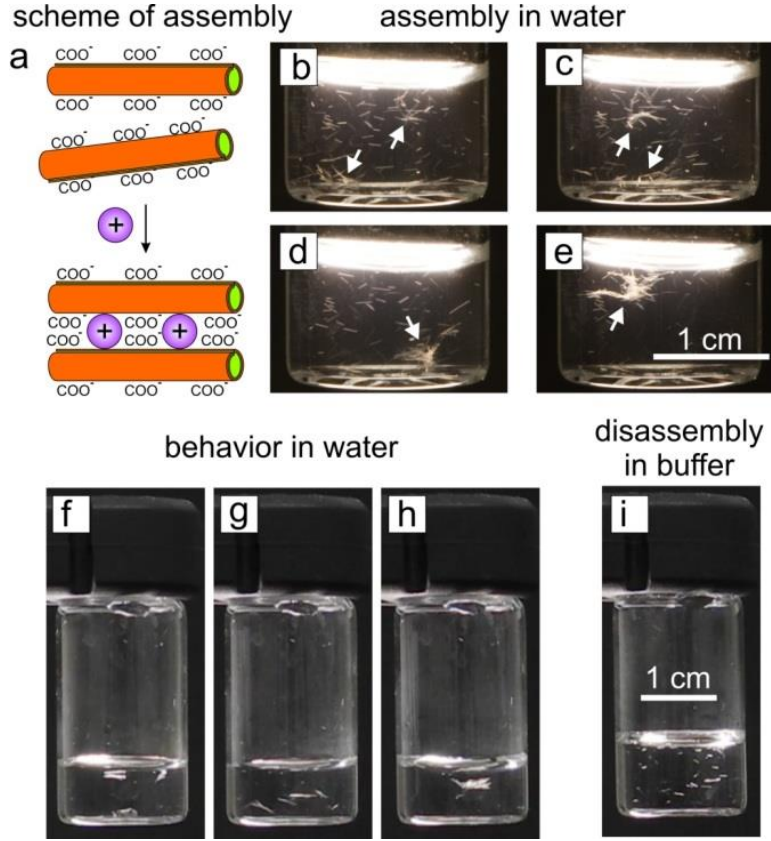 scheme of assembly
assembly in water
a
COO⁻ COO⁻ COO⁻
COO⁻ COO⁻ COO⁻
COO⁻ COO⁻ COO⁻
COO⁻ COO⁻ COO⁻
+
COO⁻ COO⁻ COO⁻
COO⁻ COO⁻ COO⁻
+ +
COO⁻ COO⁻ COO⁻
COO⁻ COO⁻ COO⁻
b
c
d
e
1 cm
behavior in water
disassembly
in buffer
f
g
h
i
1 cm